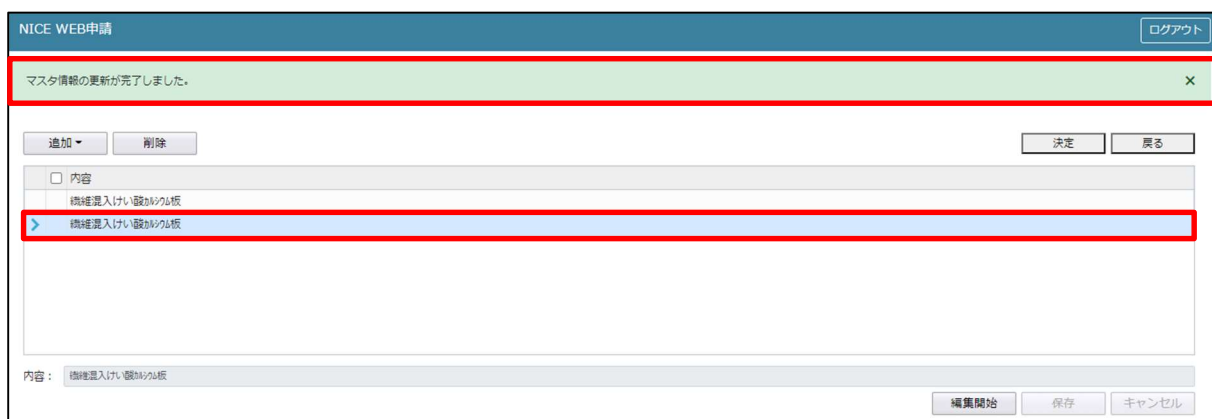 NICE WEB申請
ログアウト
マスタ情報の更新が完了しました。
×
追加
削除
決定
戻る
内容
繊維混入けい酸ｶﾙｼｳﾑ板
繊維混入けい酸ｶﾙｼｳﾑ板
内容： 繊維混入けい酸ｶﾙｼｳﾑ板
編集開始
保存
キャンセル